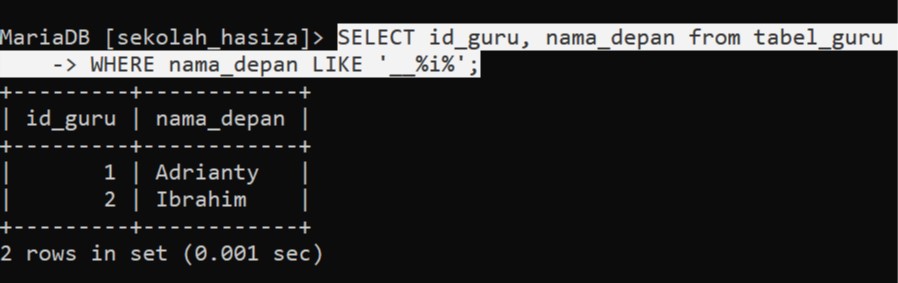 MariaDB [sekolah_hasiza]> SELECT id_guru, nama_depan from tabel_guru
    -> WHERE nama_depan LIKE '__%i%';
+---------+------------+
| id_guru | nama_depan |
+---------+------------+
|       1 | Adrianty   |
|       2 | Ibrahim    |
+---------+------------+
2 rows in set (0.001 sec)